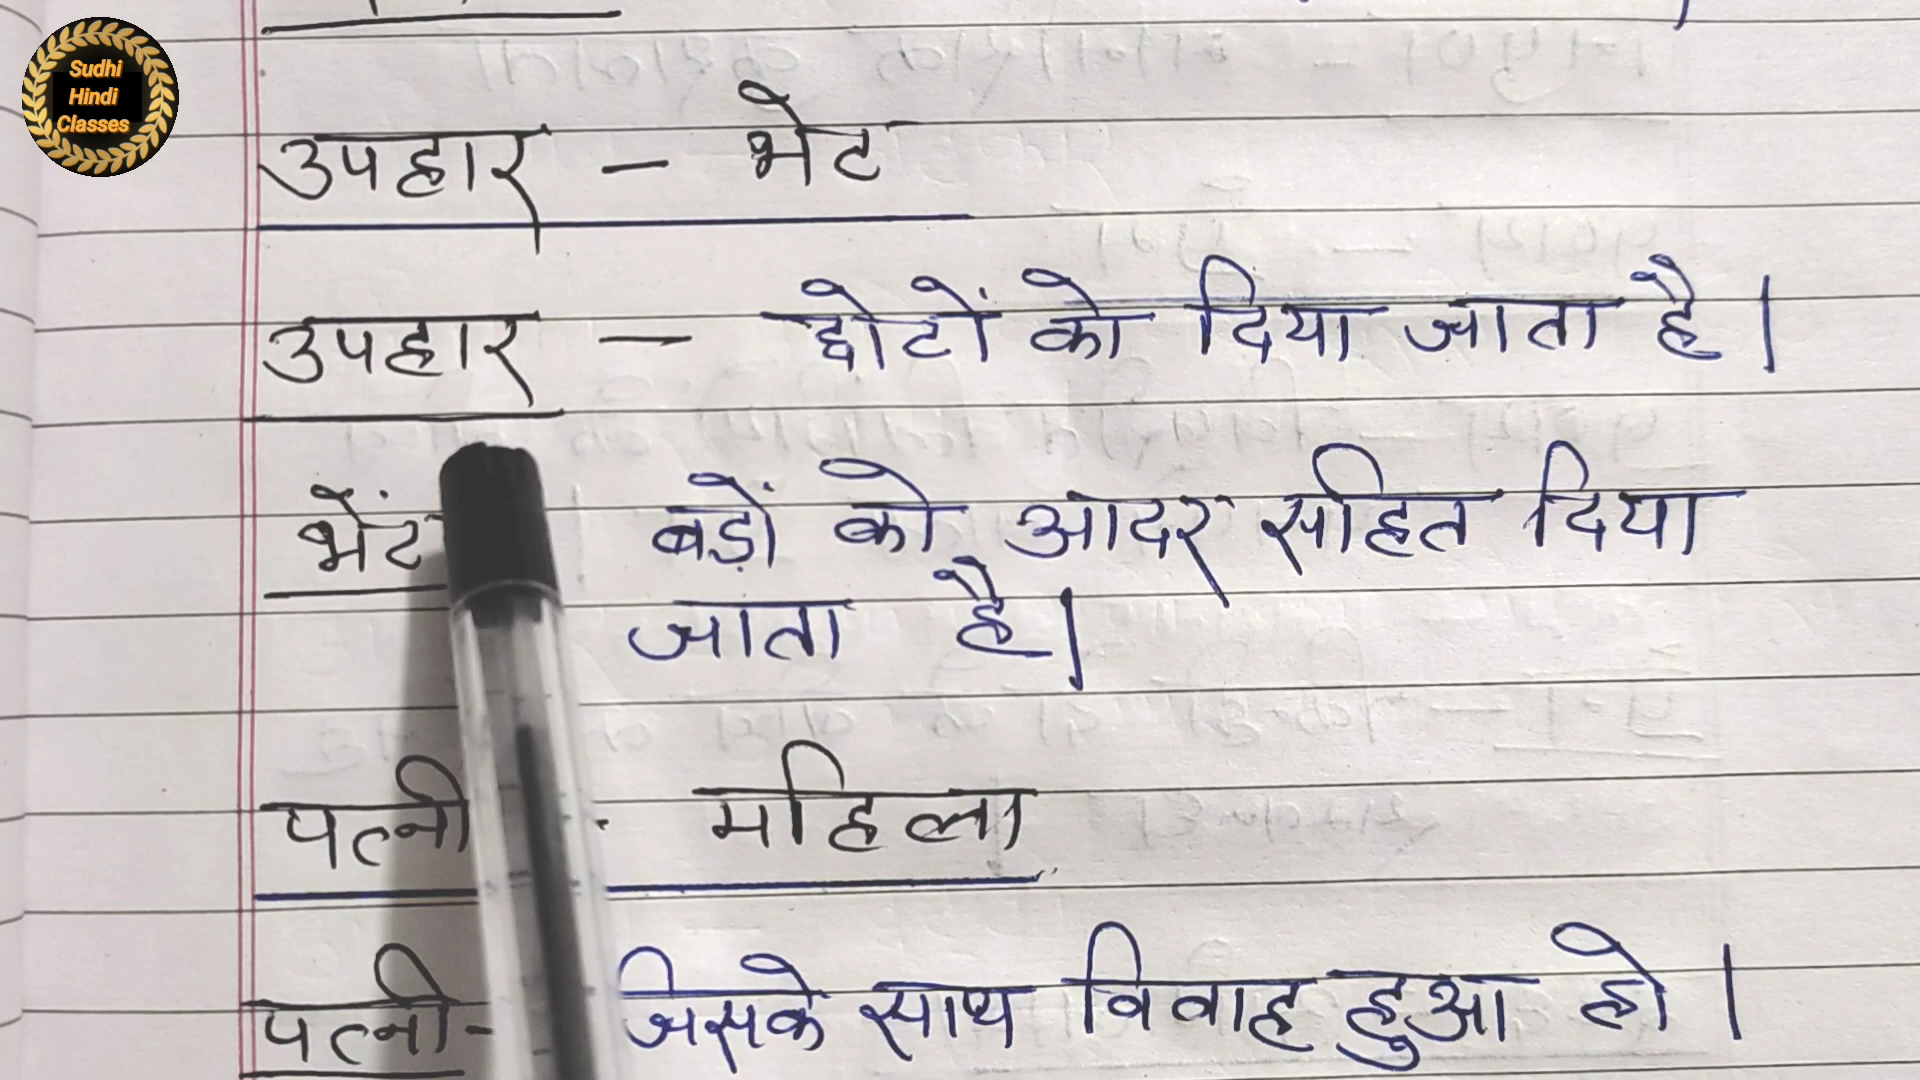 Sudhi
Hindi
Classes
उपहार - भेट
उपहार - छोटों को दिया जाता है।
भेंट बड़ों को आदर सहित दिया
जाता है।
पत्नी - महिला
पत्नी - जिसके साथ विवाह हुआ हो।